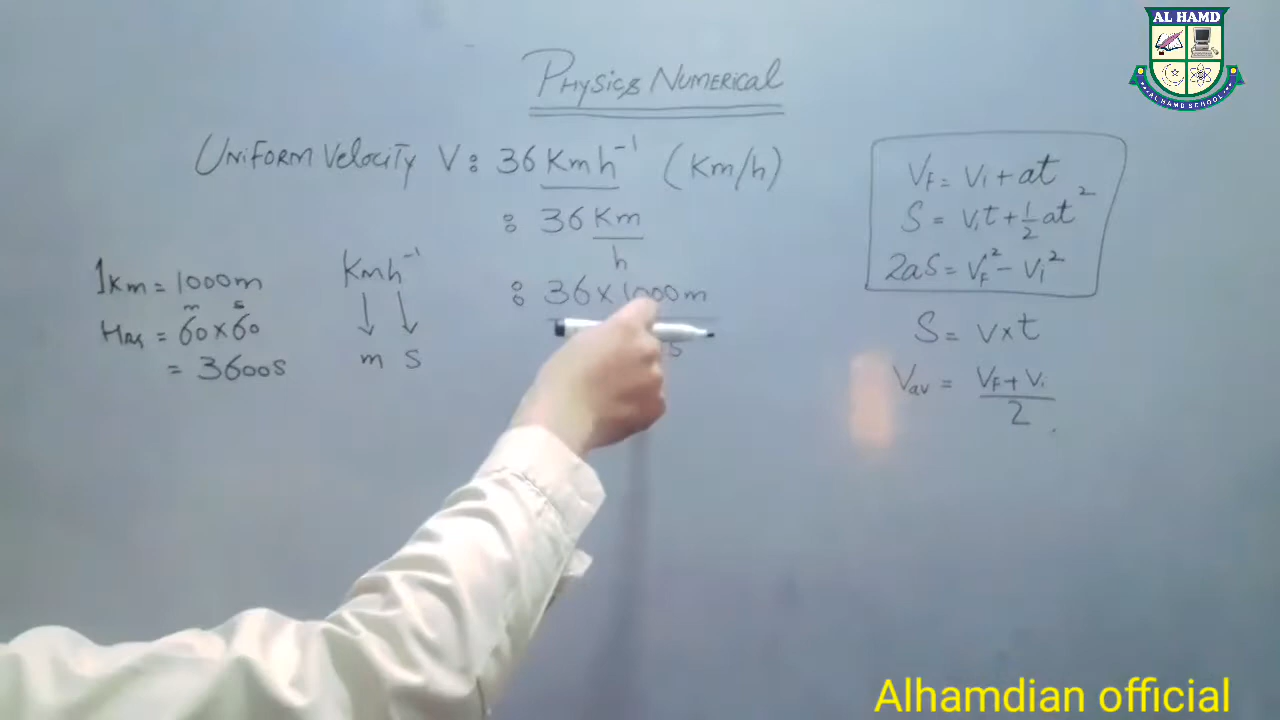 AL HAMD
AL HAMD SCHOOL
Physics Numerical
Uniform Velocity V: 36 Kmh⁻¹ (Km/h)
: 36 Km
h
: 36 × 1000m
s
1Km = 1000m
m s
Hrs = 60 × 60
= 3600s
Kmh⁻¹
↓ ↓
m s
VF = Vi + at
S = Vit + 1/2 at²
2aS = VF² - Vi²
S = V × t
Vav = VF + Vi
2
Alhamdian official